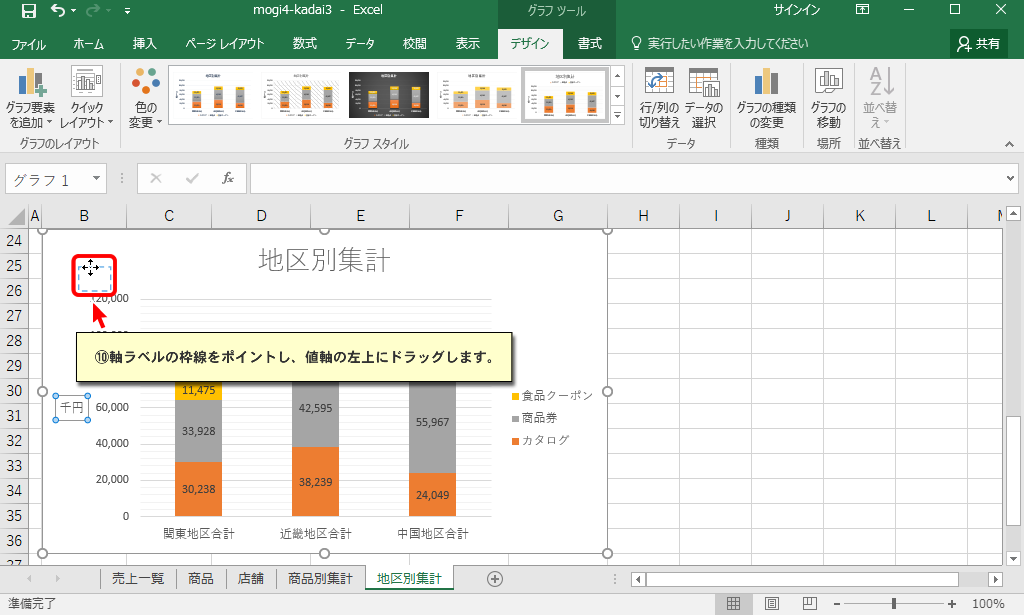 mogi4-kadai3 - Excel
グラフ ツール
サインイン
ファイル ホーム 挿入 ページ レイアウト 数式 データ 校閲 表示 デザイン 書式 実行したい作業を入力してください 共有
グラフ要素を追加
クイックレイアウト
色の変更
行/列の切り替え
データの選択
グラフの種類の変更
グラフの移動
並べ替え
グラフのレイアウト
グラフ スタイル
データ
種類
場所
並べ替え
グラフ 1
fx
A B C D E F G H I J K L
24
25
26
27
28
29
30
31
32
33
34
35
36
地区別集計
⑩軸ラベルの枠線をポイントし、値軸の左上にドラッグします。
千円
60,000
40,000
20,000
0
11,475
33,928
30,238
42,595
38,239
55,967
24,049
食品クーポン
商品券
カタログ
関東地区合計 近畿地区合計 中国地区合計
売上一覧 商品 店舗 商品別集計 地区別集計
準備完了
100%